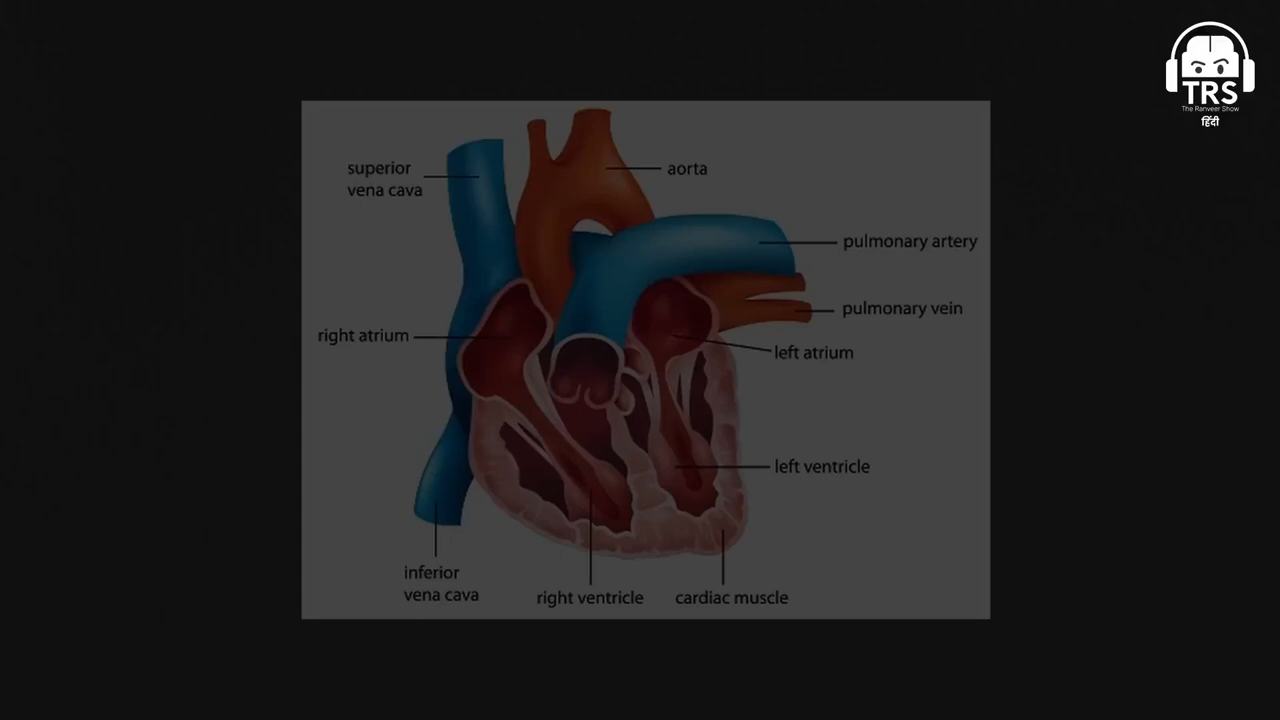 TRS
The Ranveer Show
हिंदी
superior
vena cava
aorta
pulmonary artery
pulmonary vein
right atrium
left atrium
left ventricle
inferior
vena cava
right ventricle
cardiac muscle